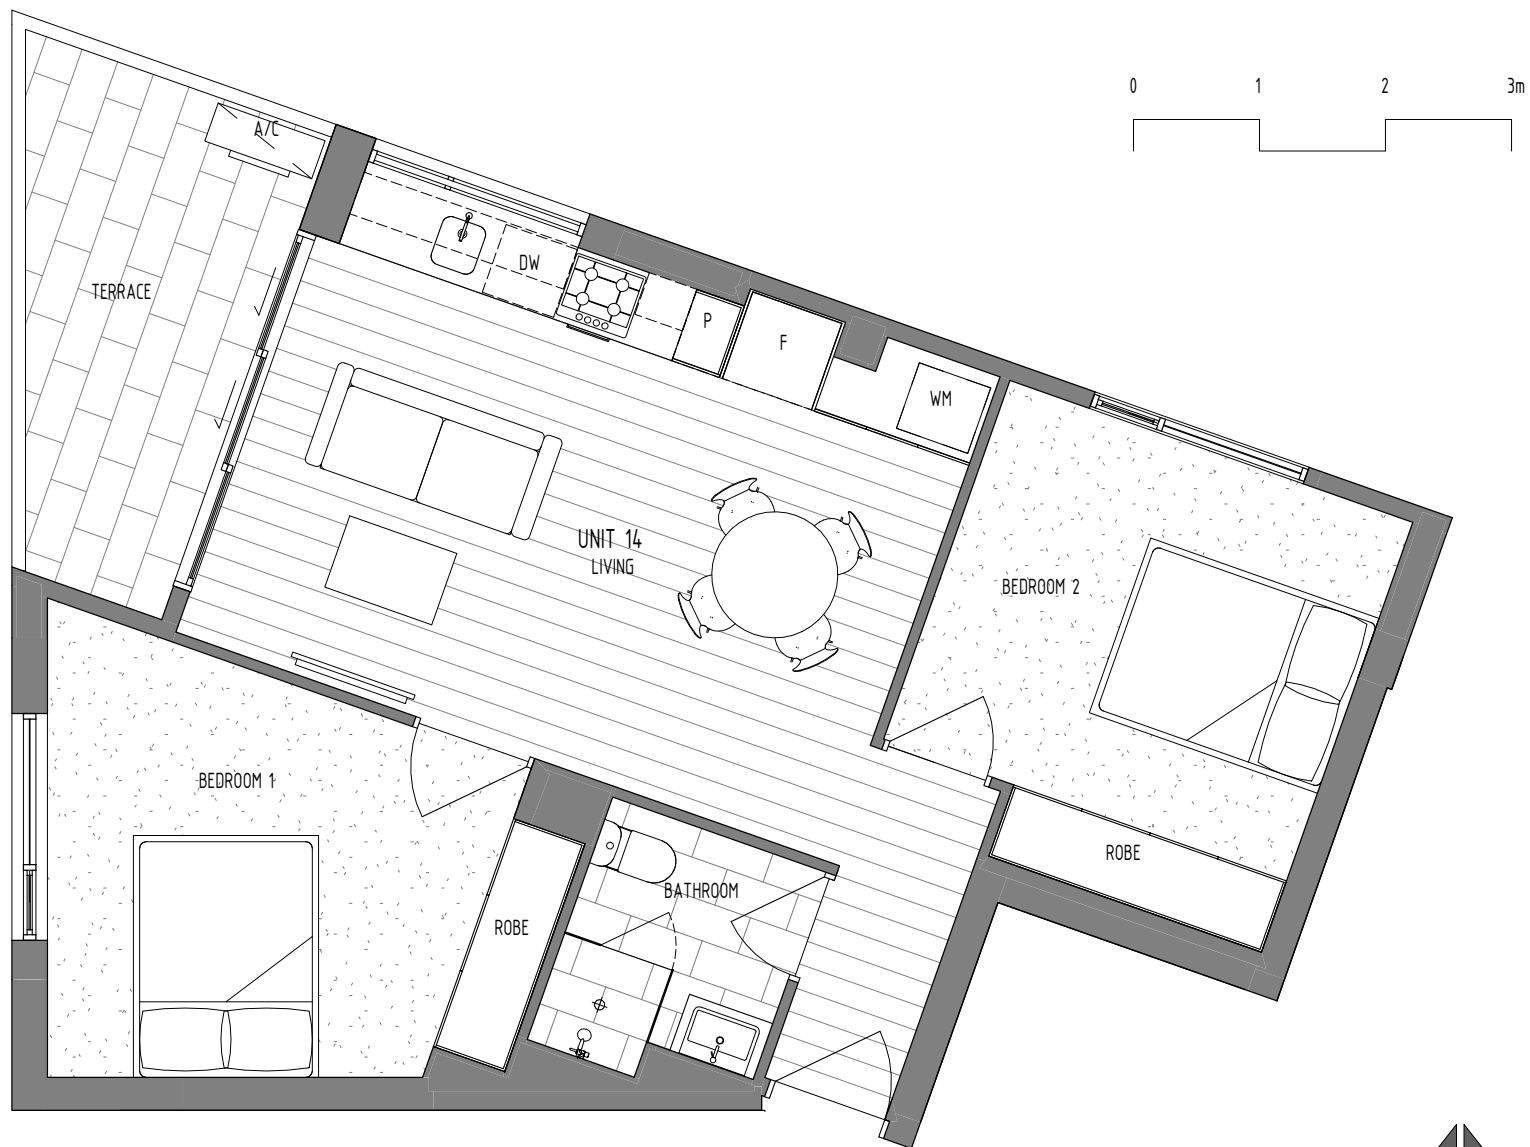 0 1 2 3m
A/C
TERRACE
DW
P
F
WM
UNIT 14
LIVING
BEDROOM 2
BEDROOM 1
BATHROOM
ROBE
ROBE